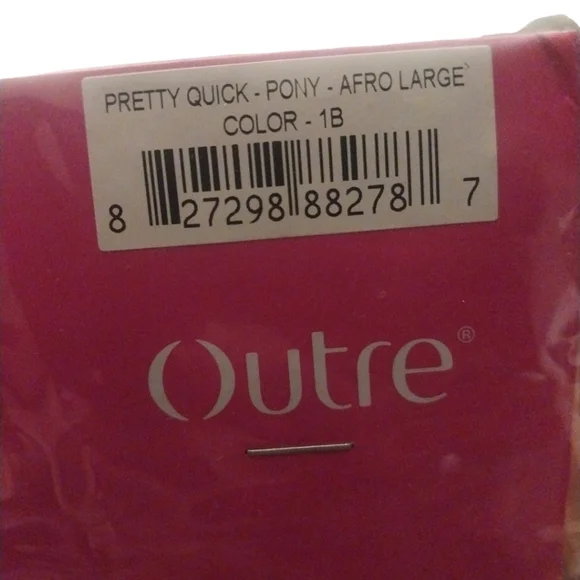 PRETTY QUICK - PONY - AFRO LARGE`
COLOR - 1B
8 27298 88278 7
Outre®